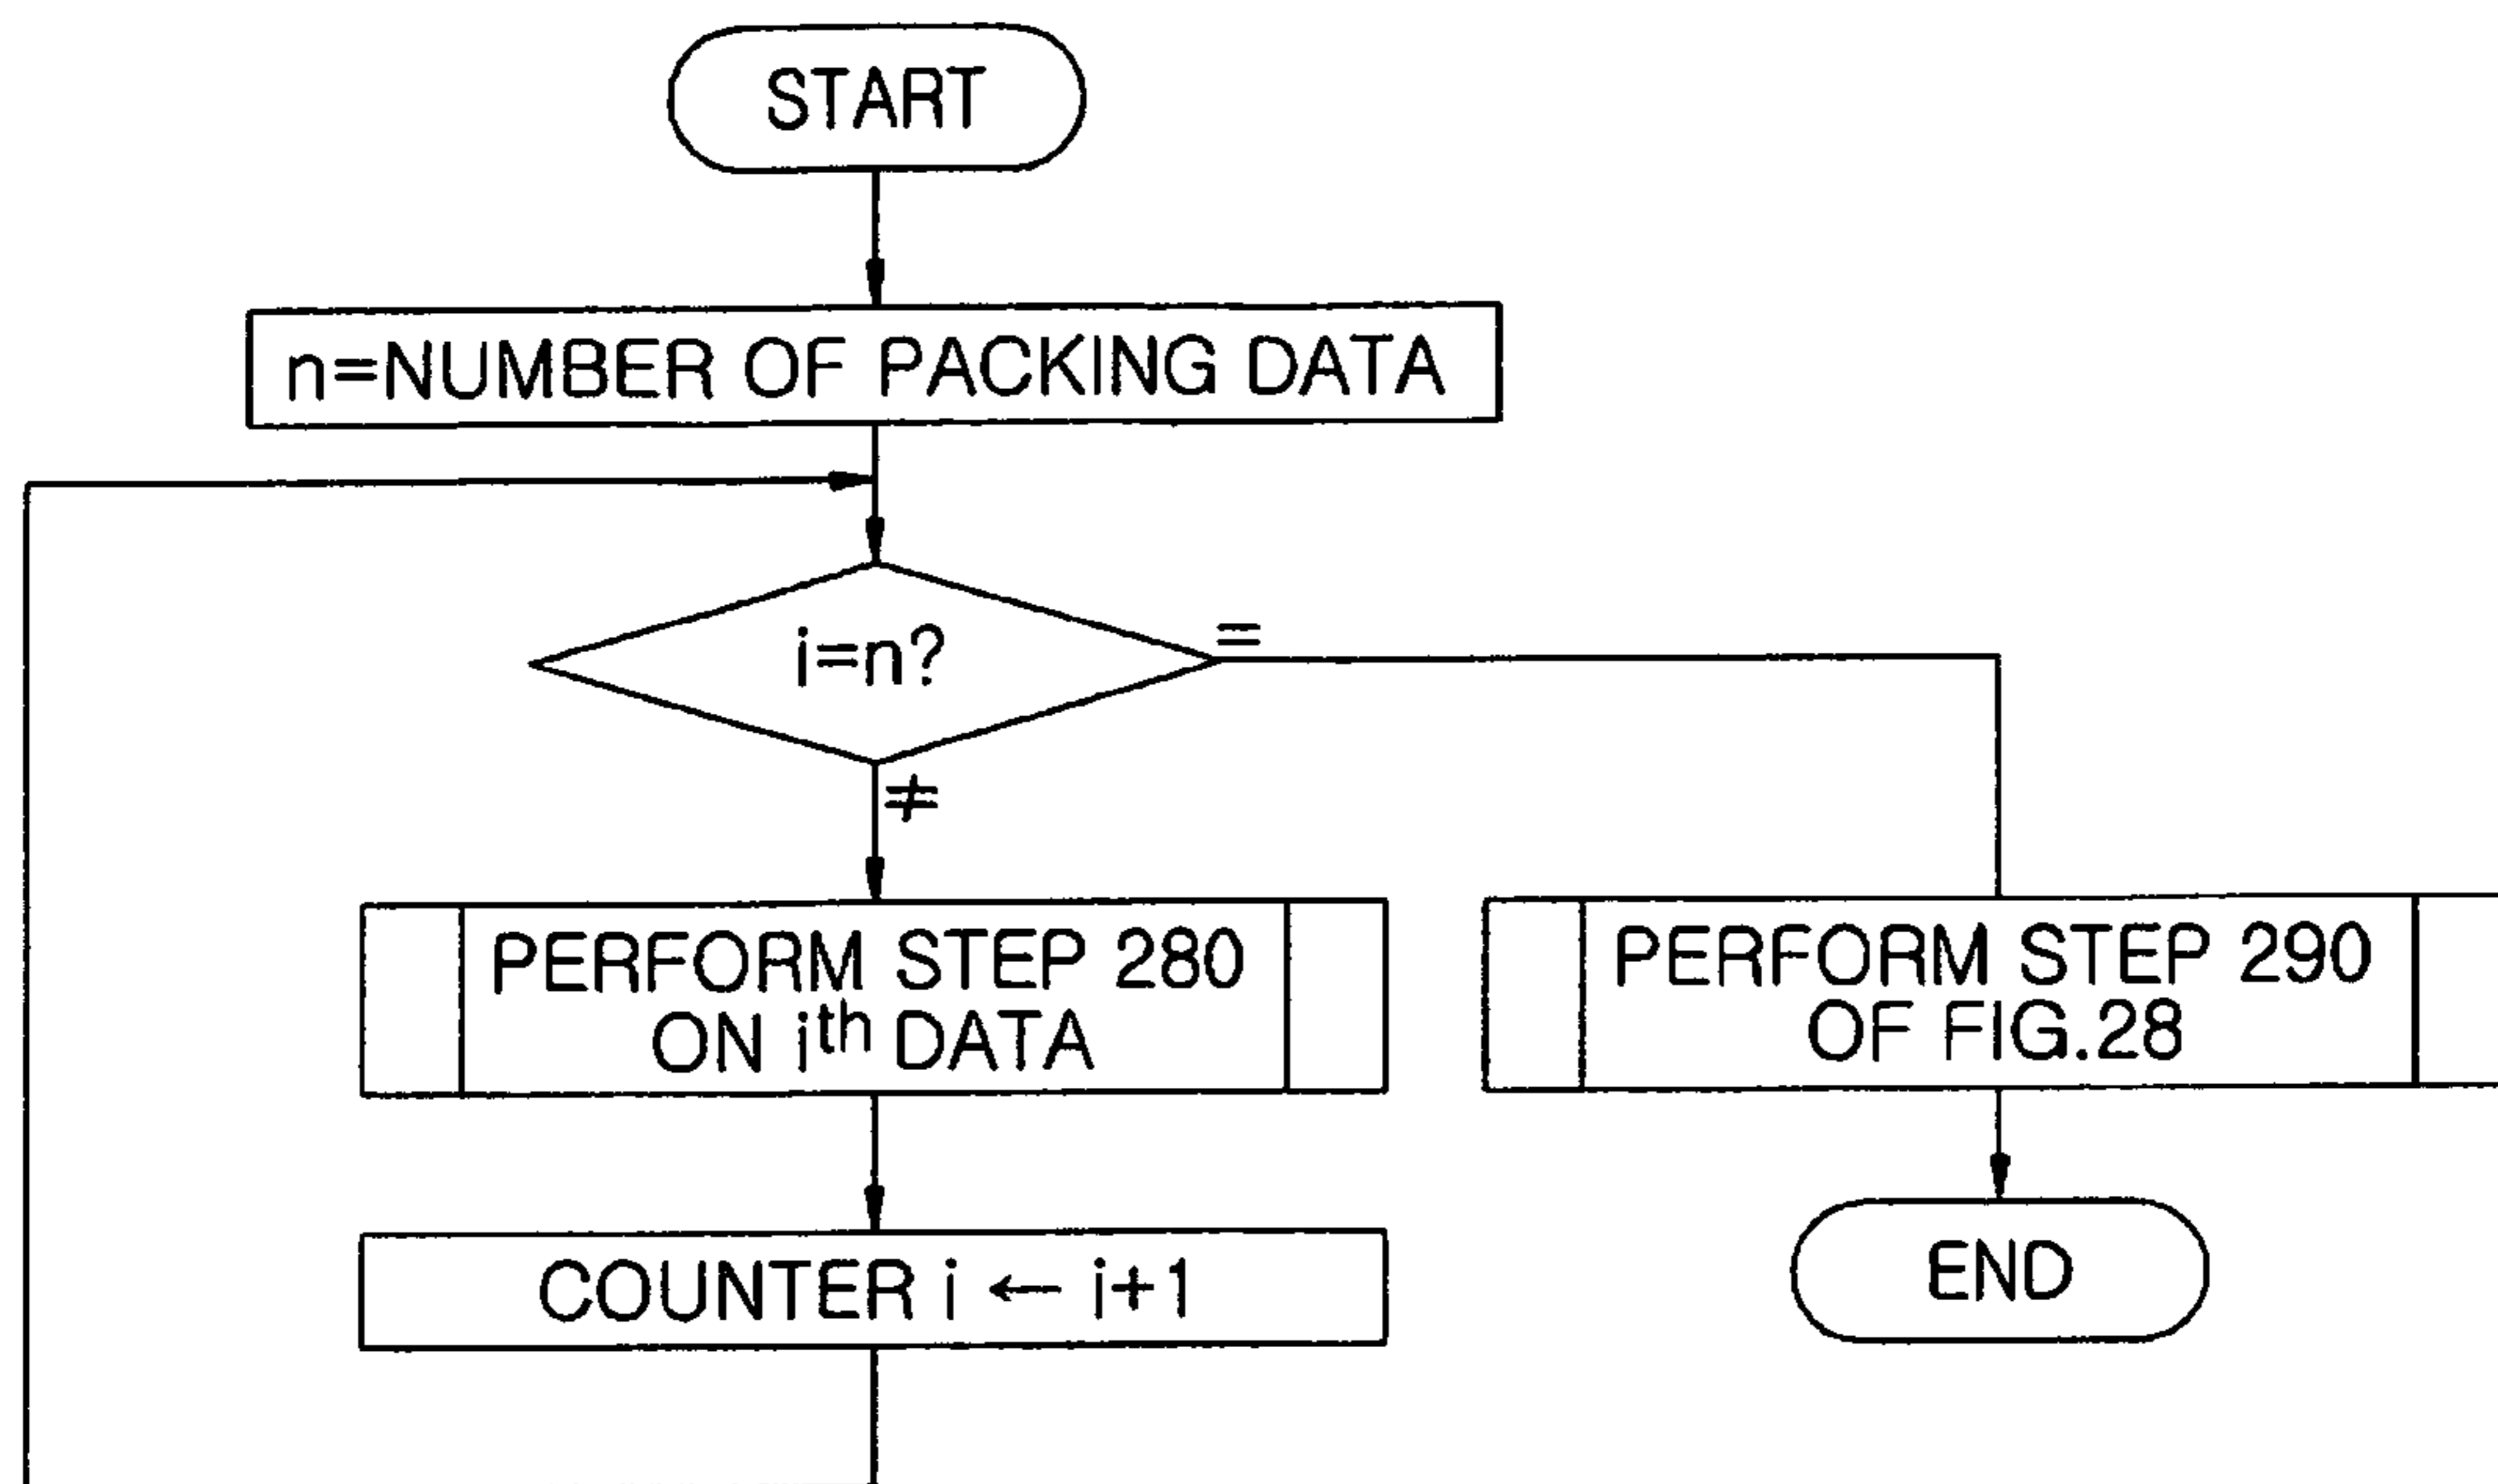 START
n=NUMBER OF PACKING DATA
i=n?
=
≠
PERFORM STEP 280
ON ith DATA
PERFORM STEP 290
OF FIG.28
COUNTER i ← i+1
END